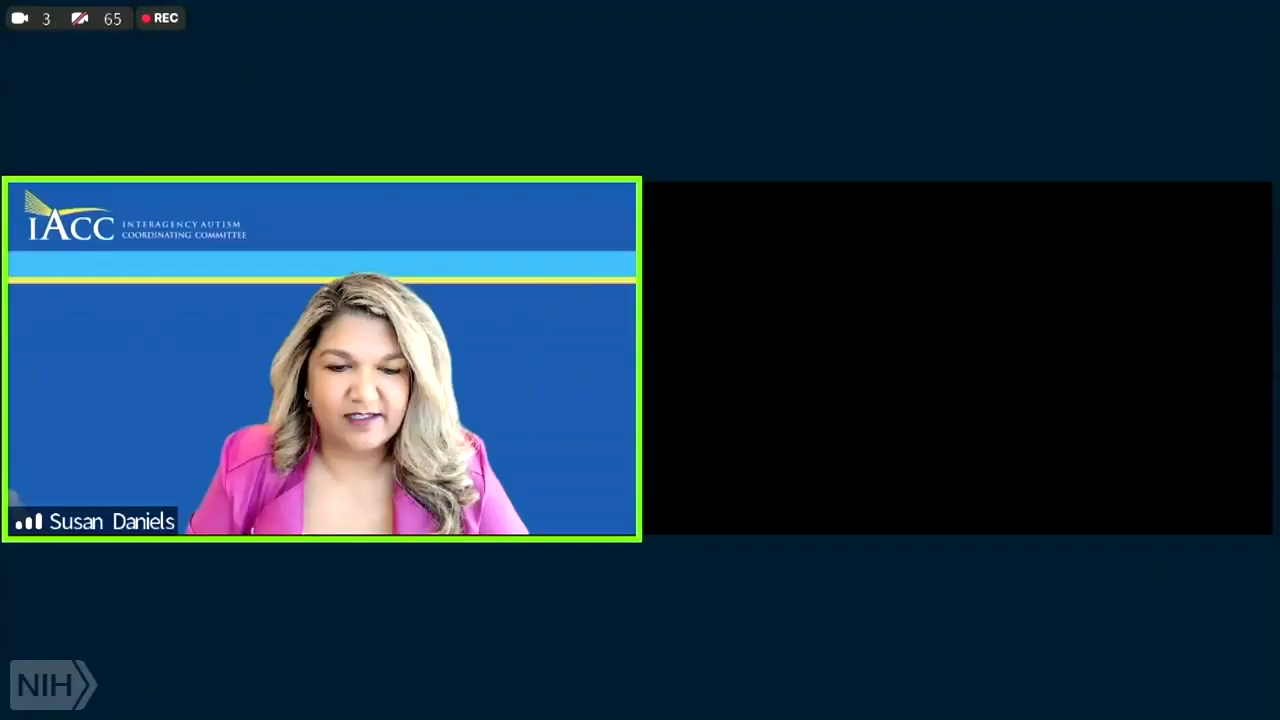 3 65 REC
IACC INTERAGENCY AUTISM
COORDINATING COMMITTEE
Susan Daniels
NIH